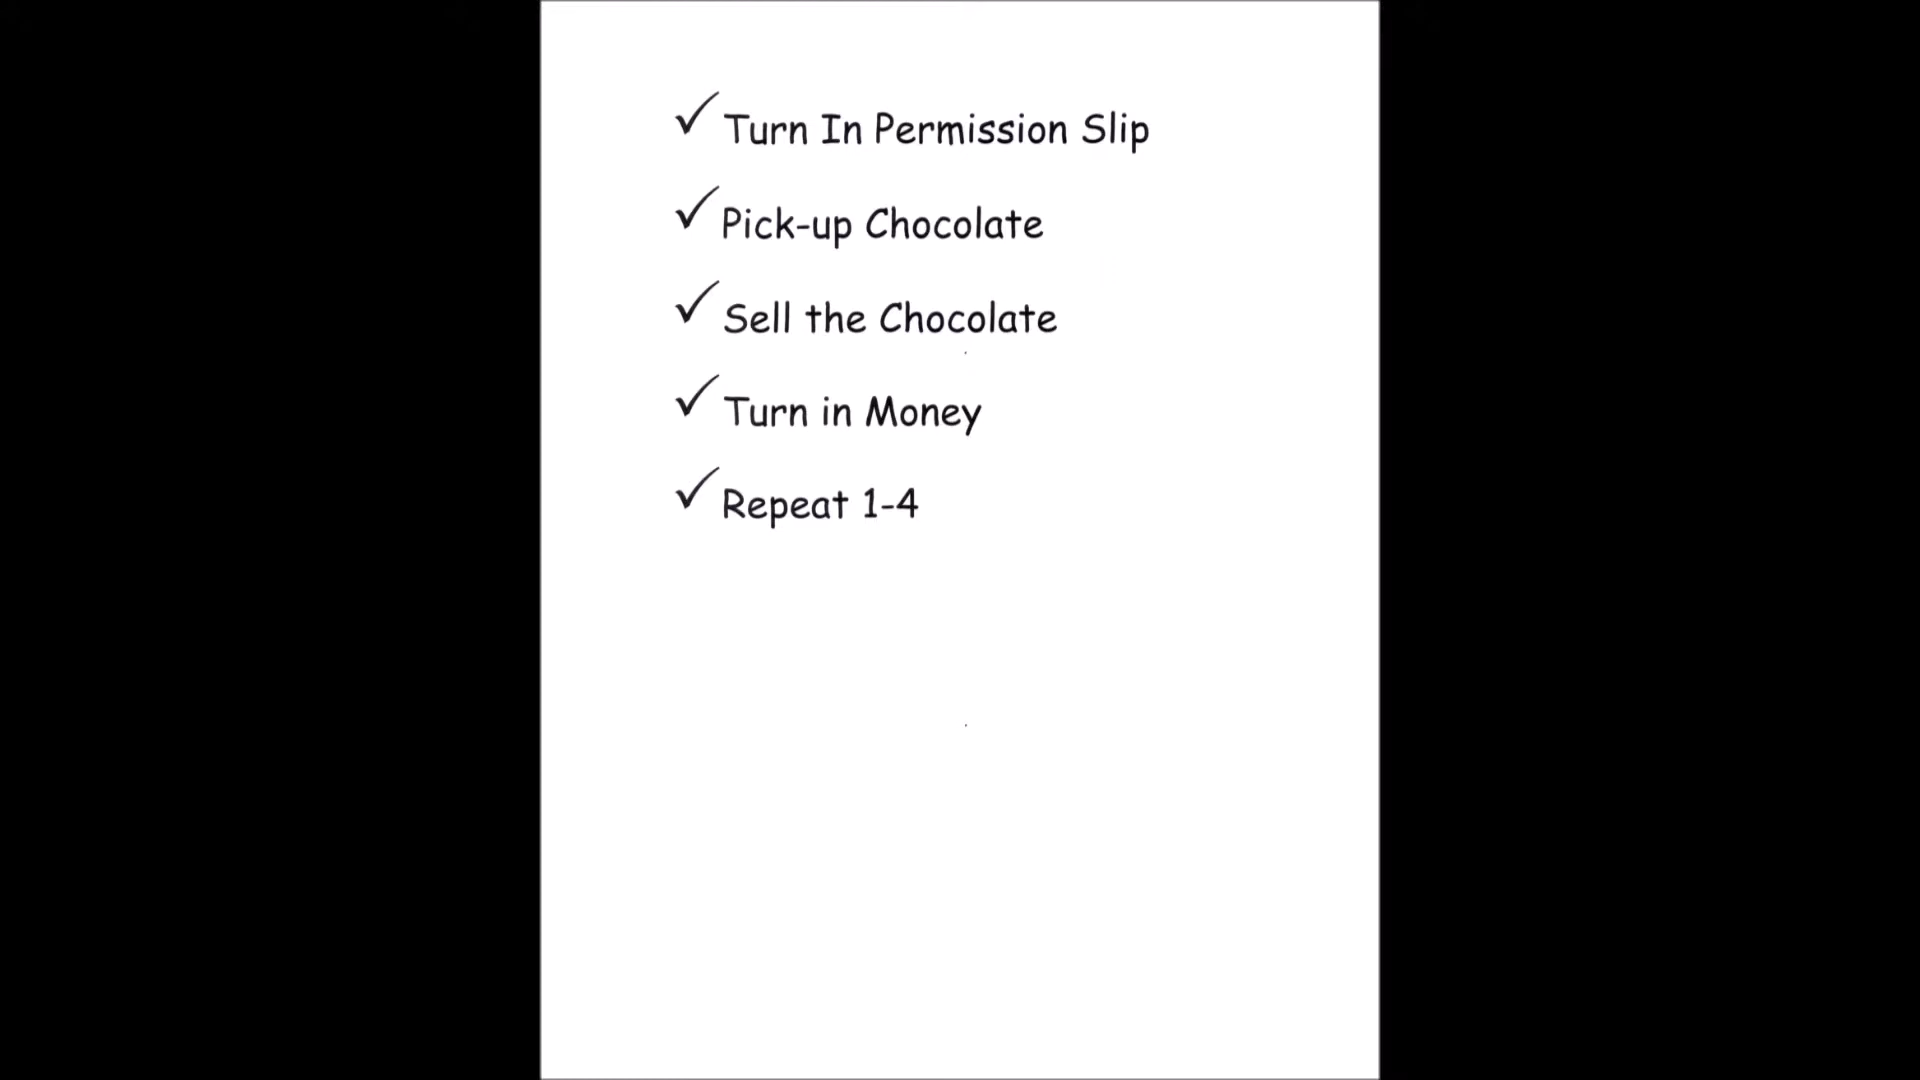 ✓ Turn In Permission Slip
✓ Pick-up Chocolate
✓ Sell the Chocolate
✓ Turn in Money
✓ Repeat 1-4